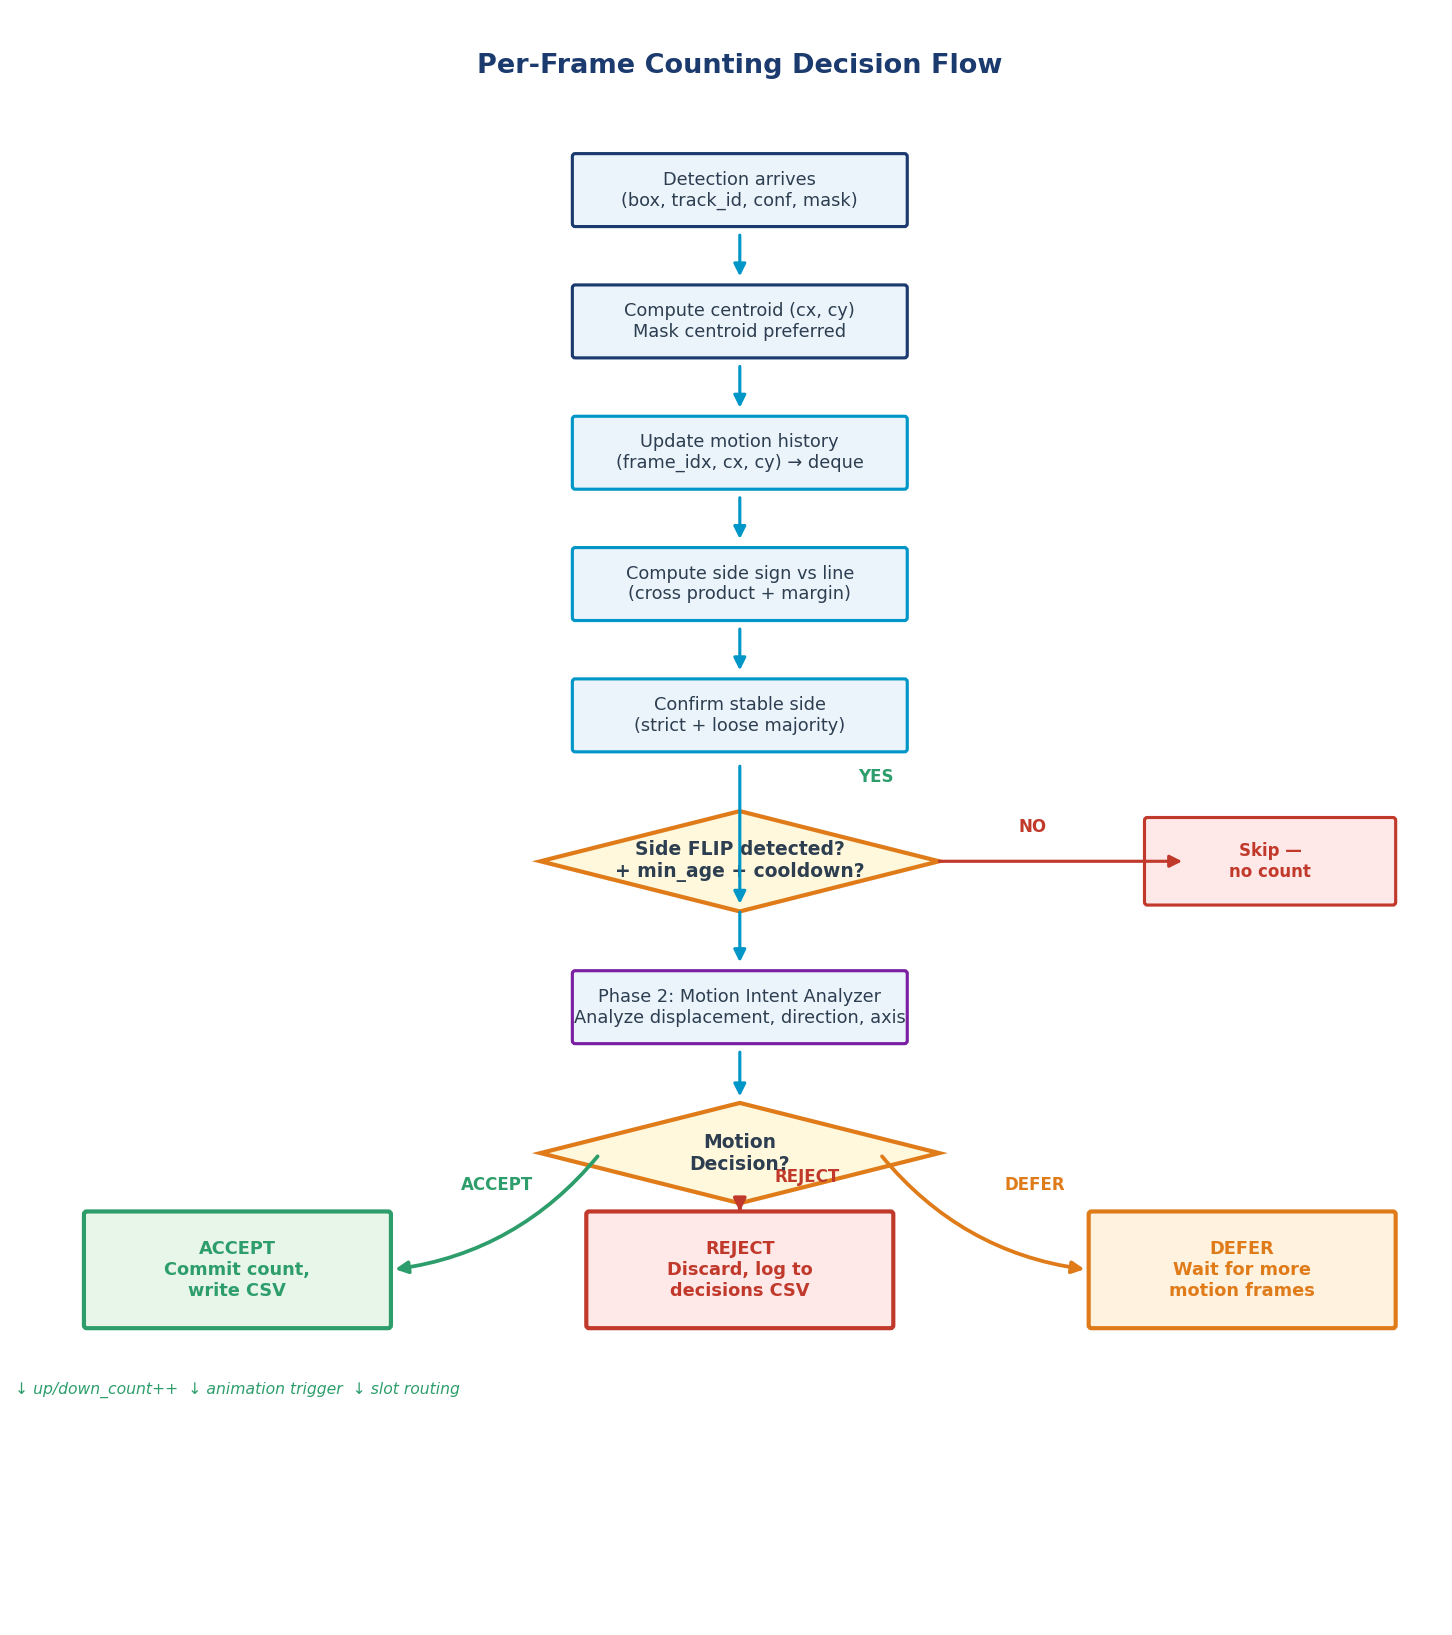 Per-Frame Counting Decision Flow
Detection arrives
(box, track_id, conf, mask)
Compute centroid (cx, cy)
Mask centroid preferred
Update motion history
(frame_idx, cx, cy) → deque
Compute side sign vs line
(cross product + margin)
Confirm stable side
(strict + loose majority)
YES
Side FLIP detected?
+ min_age + cooldown?
NO
Skip —
no count
Phase 2: Motion Intent Analyzer
Analyze displacement, direction, axis
Motion
Decision?
ACCEPT
REJECT
DEFER
ACCEPT
Commit count,
write CSV
REJECT
Discard, log to
decisions CSV
DEFER
Wait for more
motion frames
↓ up/down_count++ ↓ animation trigger ↓ slot routing